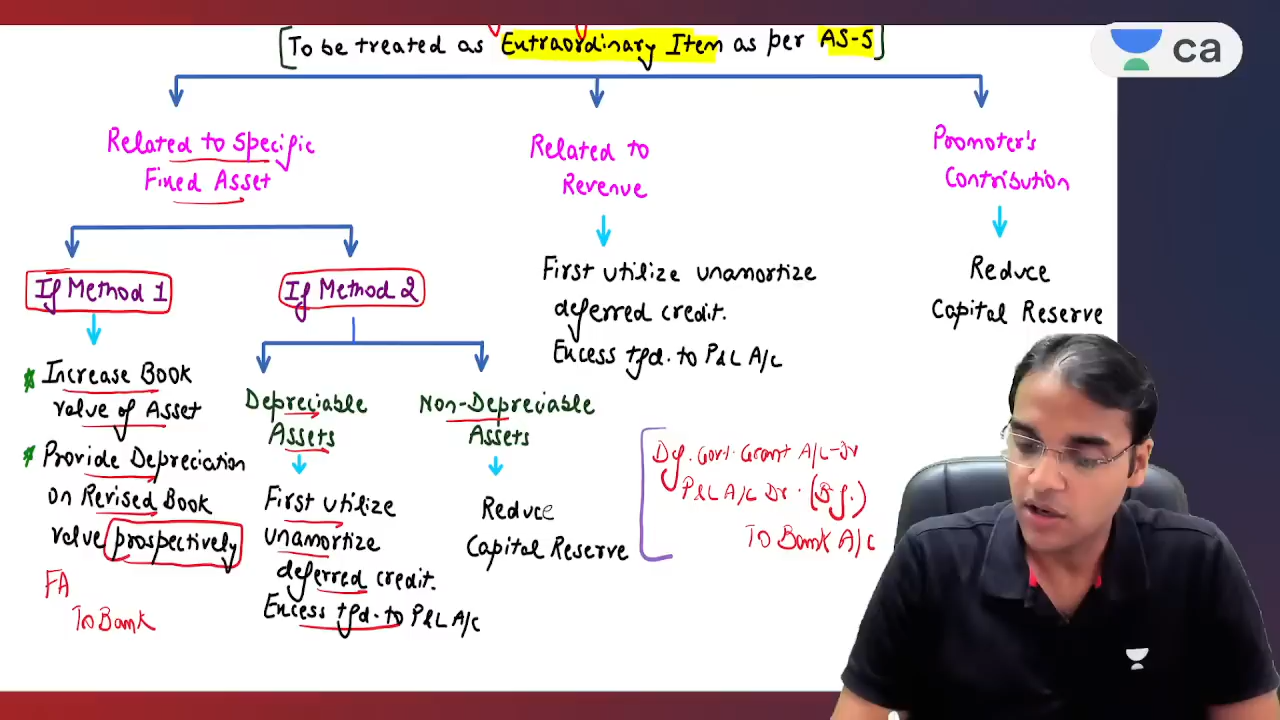 [To be treated as Extraordinary Item as per AS-5]
ca
Related to Specific
Fixed Asset
Related to
Revenue
Promoter's
Contribution
If Method 1
If Method 2
First utilize unamortize
deferred credit.
Excess tfd. to P&L A/c
Reduce
Capital Reserve
* Increase Book
value of Asset
* Provide Depreciation
on Revised Book
value prospectively
FA
To Bank
Depreciable
Assets
First utilize
unamortize
deferred credit.
Excess tfd. to P&L A/c
Non-Depreciable
Assets
Reduce
Capital Reserve
Def. Govt. Grant A/c-Dr
P&L A/c Dr. (B.f.)
To Bank A/c